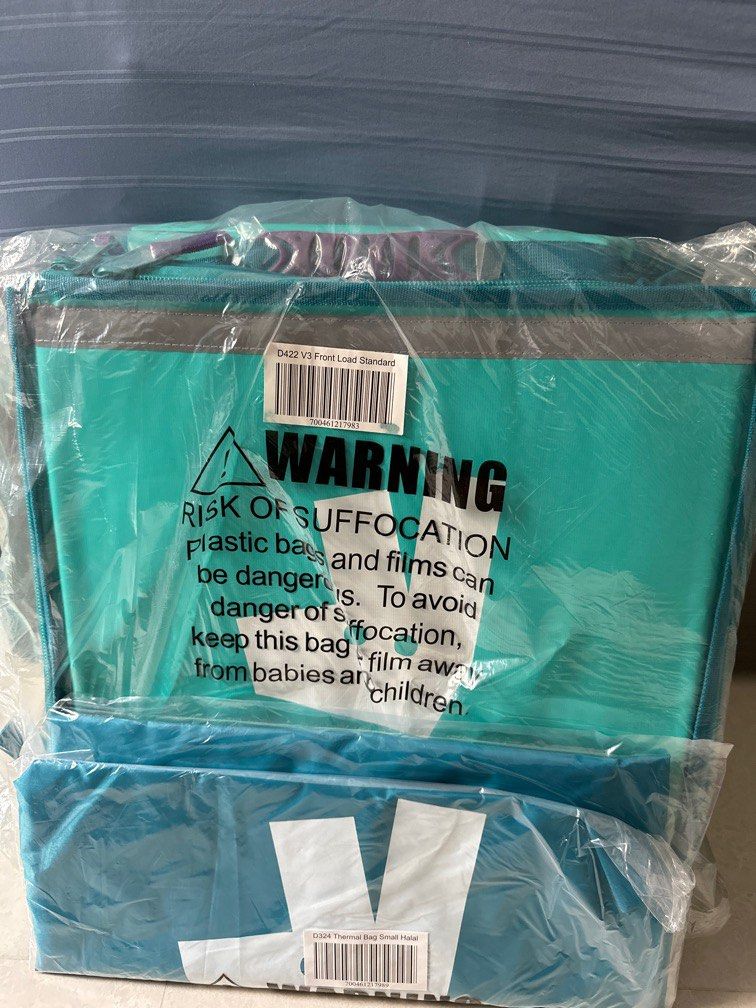 D422 V3 Front Load Standard
700461217983
WARNING
RISK OF SUFFOCATION
Plastic bags and films can
be dangerous. To avoid
danger of suffocation,
keep this bag film away
from babies and children.
D324 Thermal Bag Small Halal
700461217989
WARNING